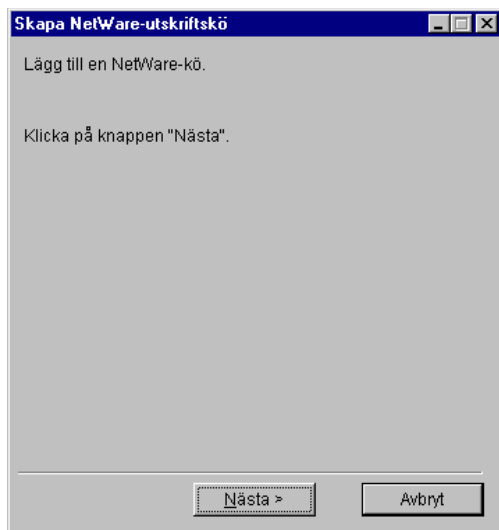 Skapa NetWare-utskriftskö
Lägg till en NetWare-kö.
Klicka på knappen "Nästa".
Nästa >
Avbryt